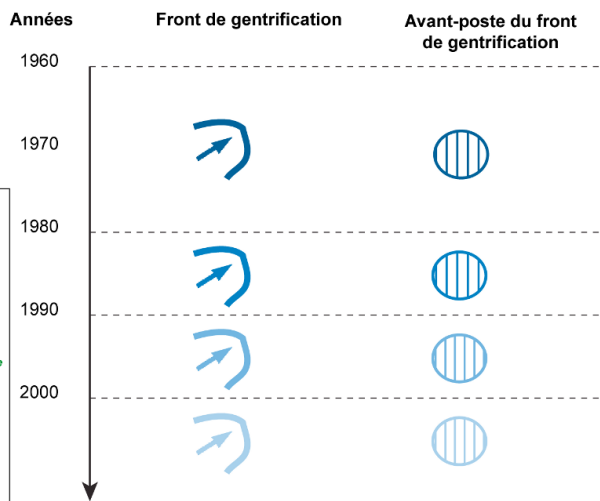 Années
Front de gentrification
Avant-poste du front
de gentrification
1960
1970
1980
1990
2000